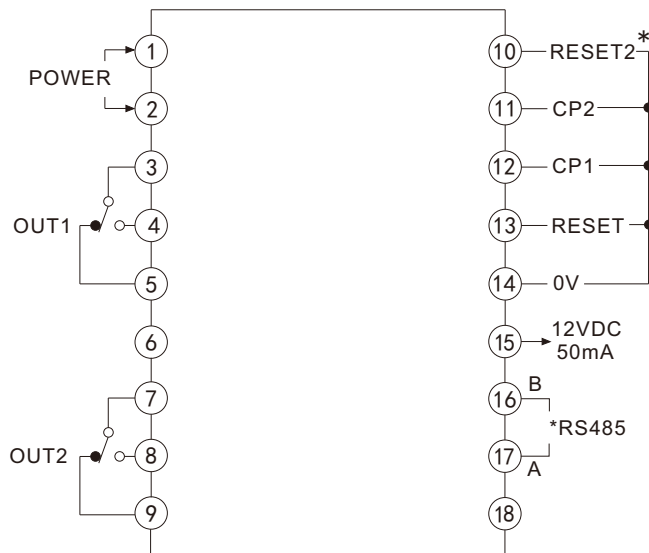 1
POWER
2
3
OUT1
4
5
6
7
OUT2
8
9
10 RESET2*
11 CP2
12 CP1
13 RESET
14 0V
15 12VDC
50mA
16 B
*RS485
17 A
18